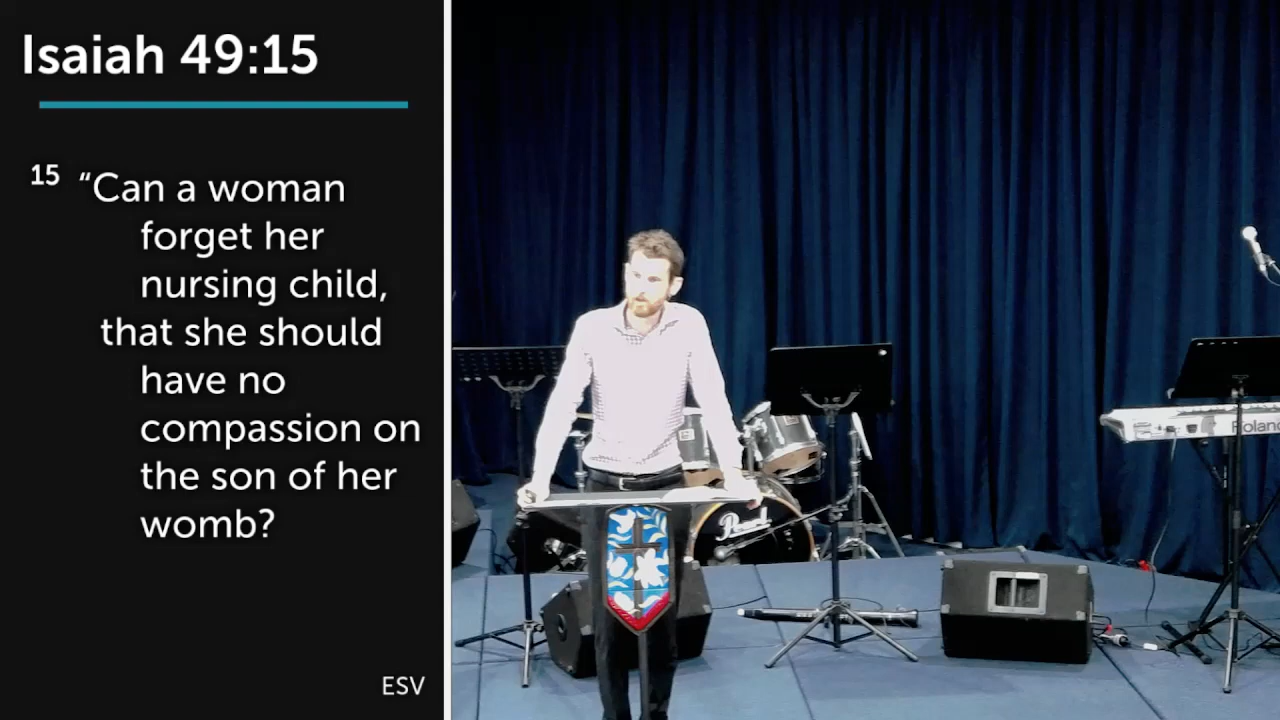 Isaiah 49:15
15 “Can a woman
forget her
nursing child,
that she should
have no
compassion on
the son of her
womb?
ESV
Pearl
Roland